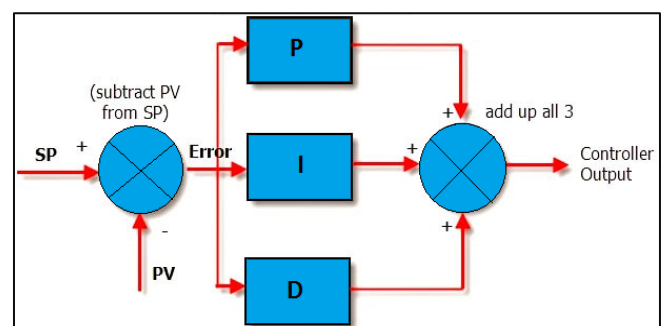 P
(subtract PV
from SP)
+
add up all 3
SP
+
Error
I
+
Controller
Output
-
+
PV
D